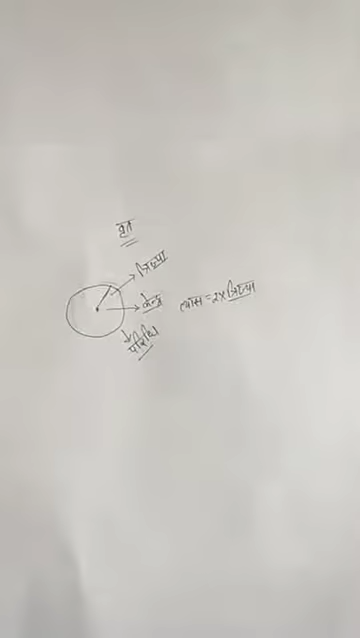 वृत
त्रिज्या
केन्द्र
व्यास = 2x त्रिज्या
परिधि